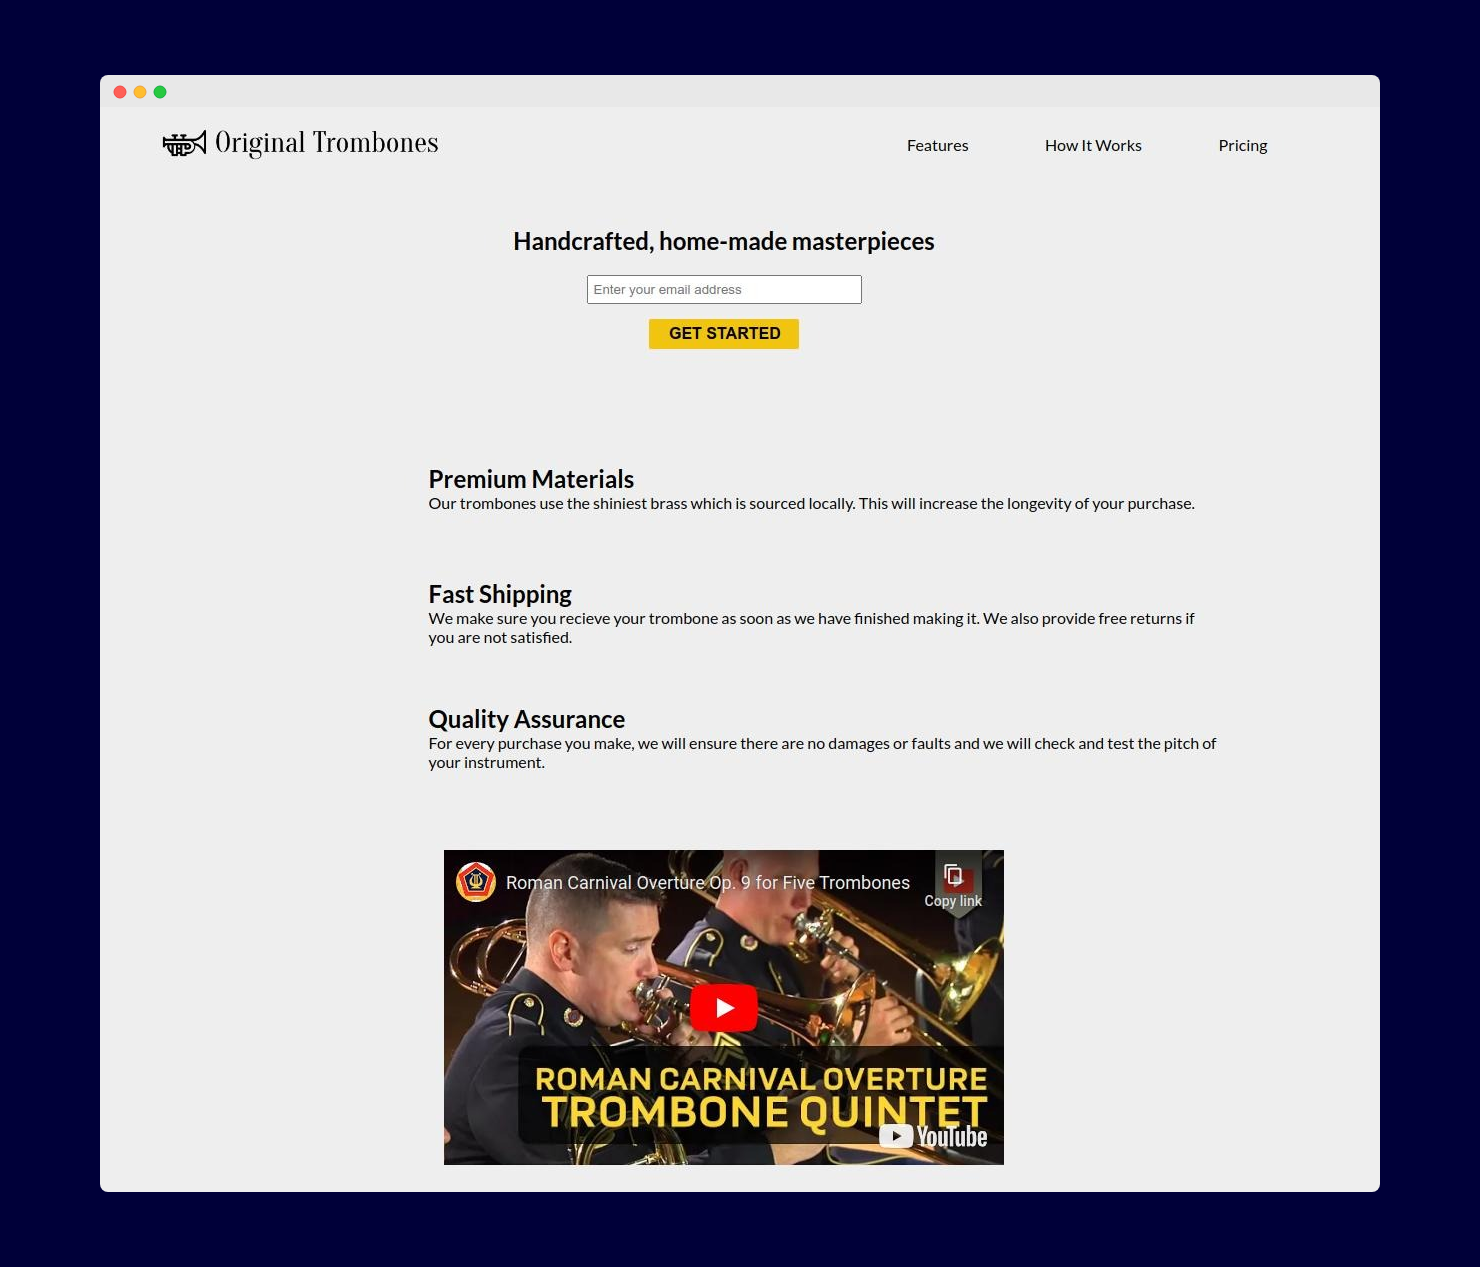 Original Trombones
Features
How It Works
Pricing
Handcrafted, home-made masterpieces
Enter your email address
GET STARTED
Premium Materials
Our trombones use the shiniest brass which is sourced locally. This will increase the longevity of your purchase.
Fast Shipping
We make sure you recieve your trombone as soon as we have finished making it. We also provide free returns if
you are not satisfied.
Quality Assurance
For every purchase you make, we will ensure there are no damages or faults and we will check and test the pitch of
your instrument.
Roman Carnival Overture Op. 9 for Five Trombones
Copy link
ROMAN CARNIVAL OVERTURE
TROMBONE QUINTET
YouTube